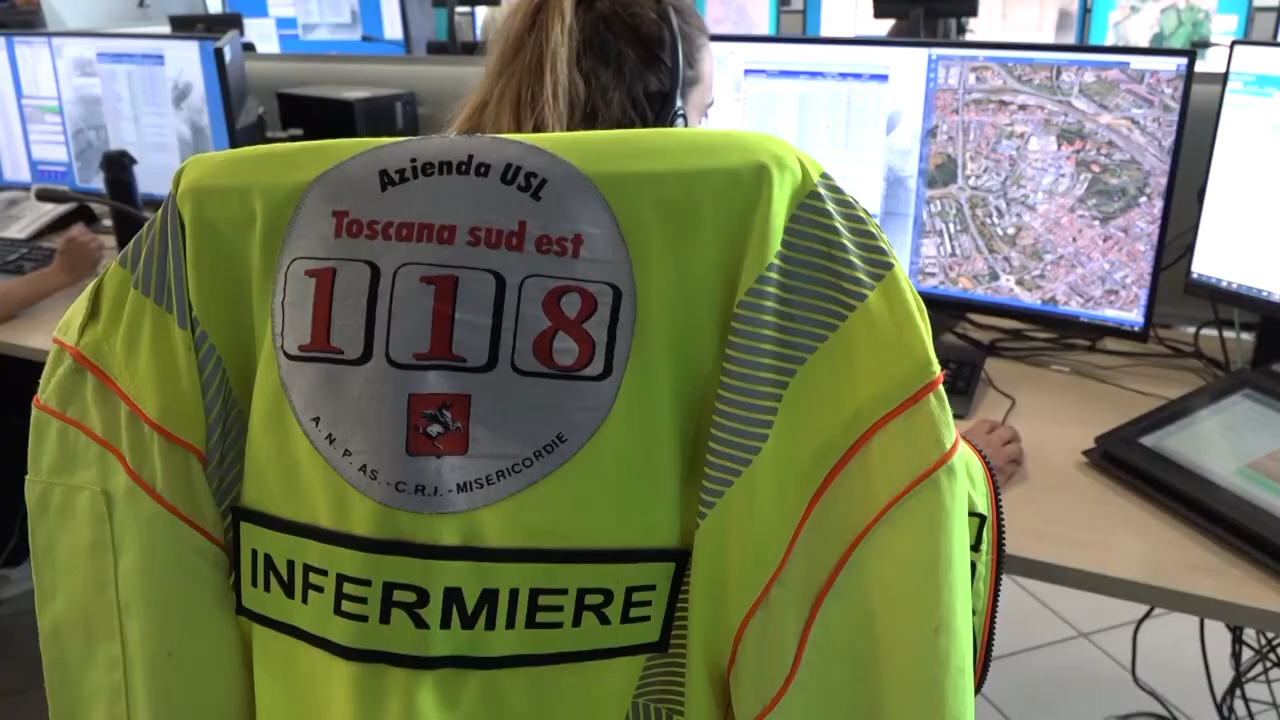 Azienda USL
Toscana sud est
118
A.N.P.AS.-C.R.I.-MISERICORDIE
INFERMIERE